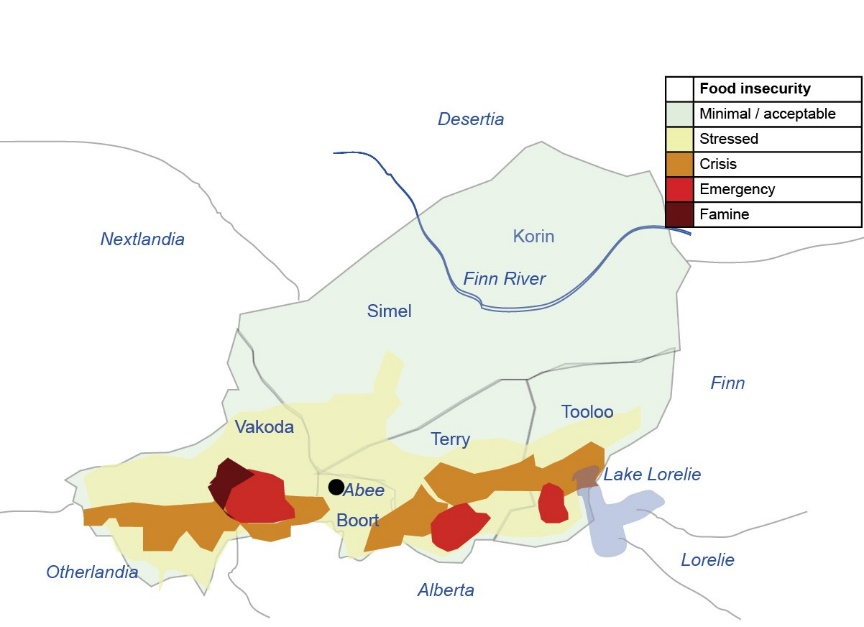 Food insecurity
Minimal / acceptable
Stressed
Crisis
Emergency
Famine
Desertia
Nextlandia
Korin
Finn River
Simel
Finn
Vakoda
Terry
Tooloo
Lake Lorelie
Abee
Boort
Otherlandia
Alberta
Lorelie